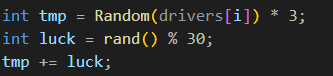 int tmp = Random(drivers[i]) * 3;
int luck = rand() % 30;
tmp += luck;